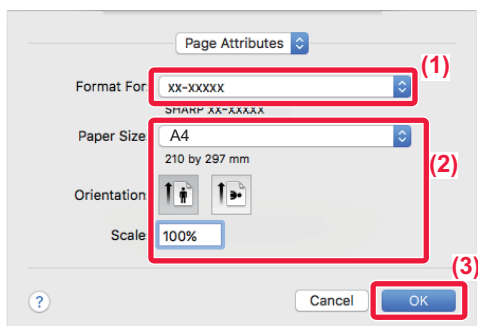 Page Attributes
(1)
Format For: xx-xxxxx
SHARP xx-xxxxx
Paper Size: A4
210 by 297 mm
(2)
Orientation:
Scale: 100%
(3)
? Cancel OK